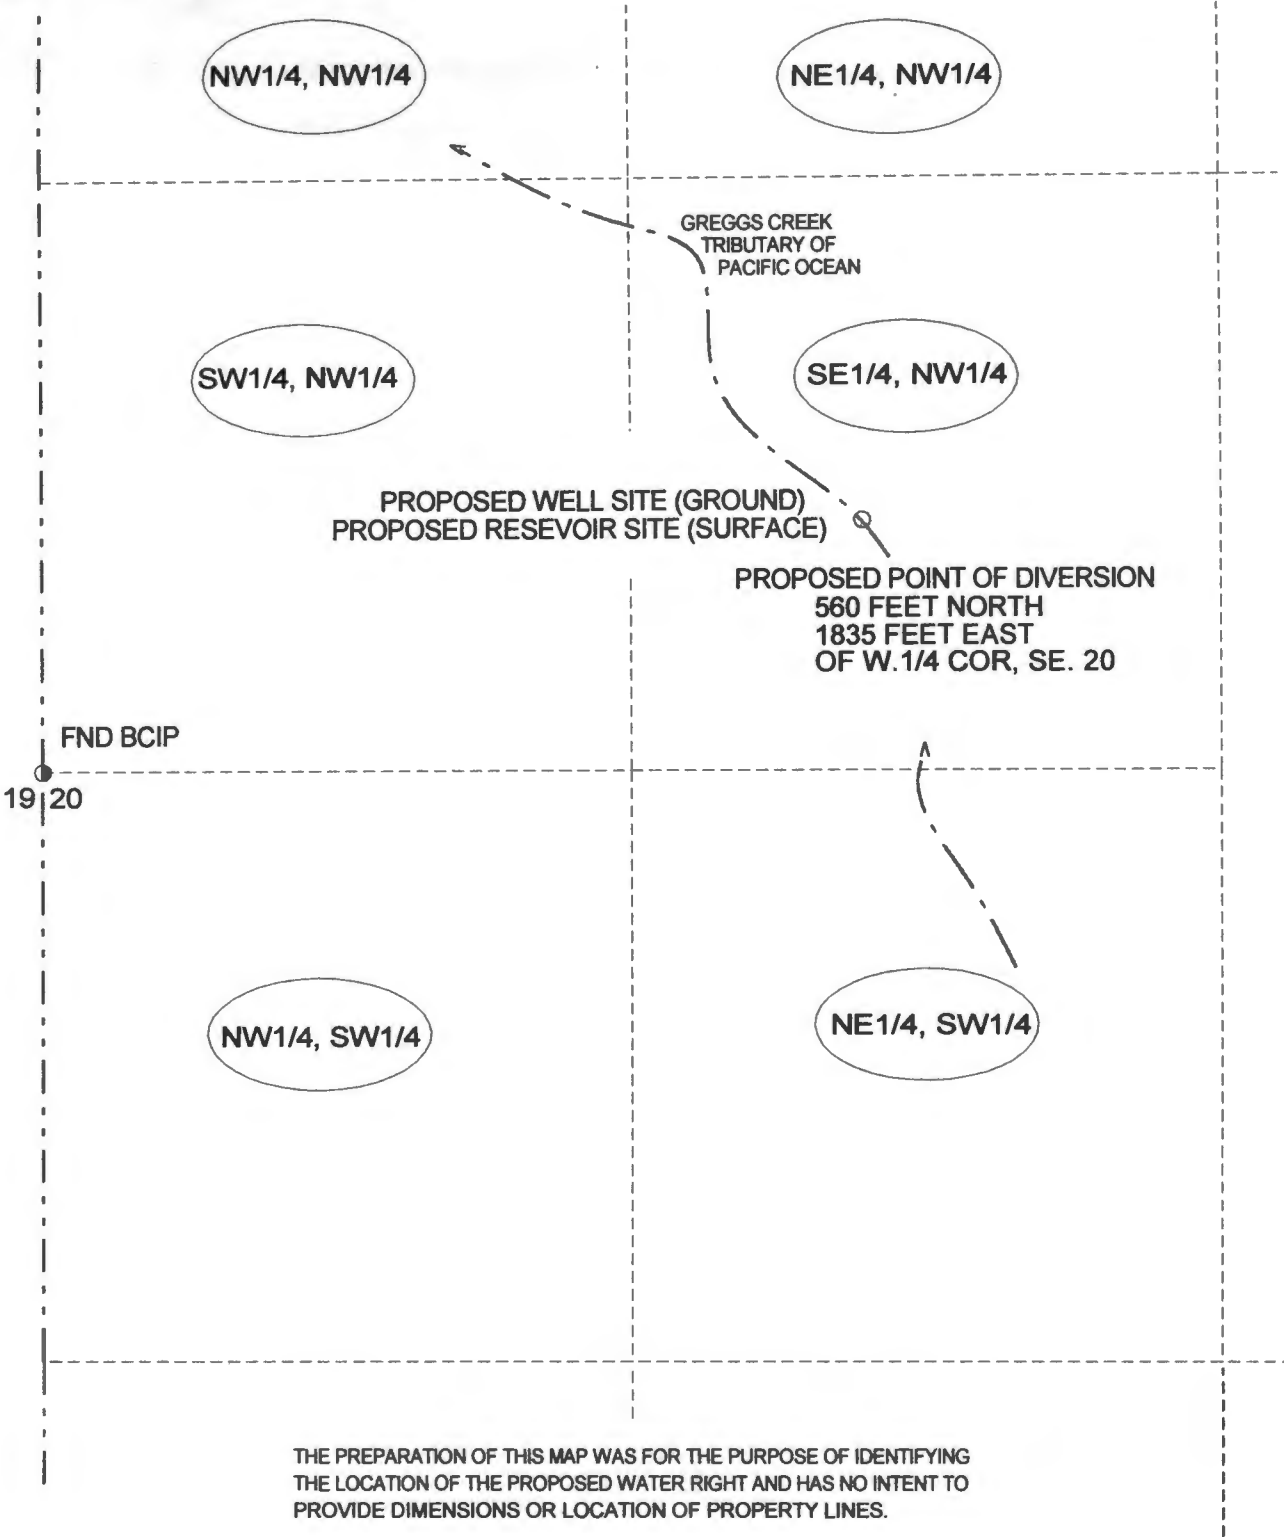 NW1/4, NW1/4
NE1/4, NW1/4
GREGGS CREEK
TRIBUTARY OF
PACIFIC OCEAN
SW1/4, NW1/4
SE1/4, NW1/4
PROPOSED WELL SITE (GROUND)
PROPOSED RESEVOIR SITE (SURFACE)
PROPOSED POINT OF DIVERSION
560 FEET NORTH
1835 FEET EAST
OF W.1/4 COR, SE. 20
FND BCIP
19 20
NW1/4, SW1/4
NE1/4, SW1/4
THE PREPARATION OF THIS MAP WAS FOR THE PURPOSE OF IDENTIFYING
THE LOCATION OF THE PROPOSED WATER RIGHT AND HAS NO INTENT TO
PROVIDE DIMENSIONS OR LOCATION OF PROPERTY LINES.